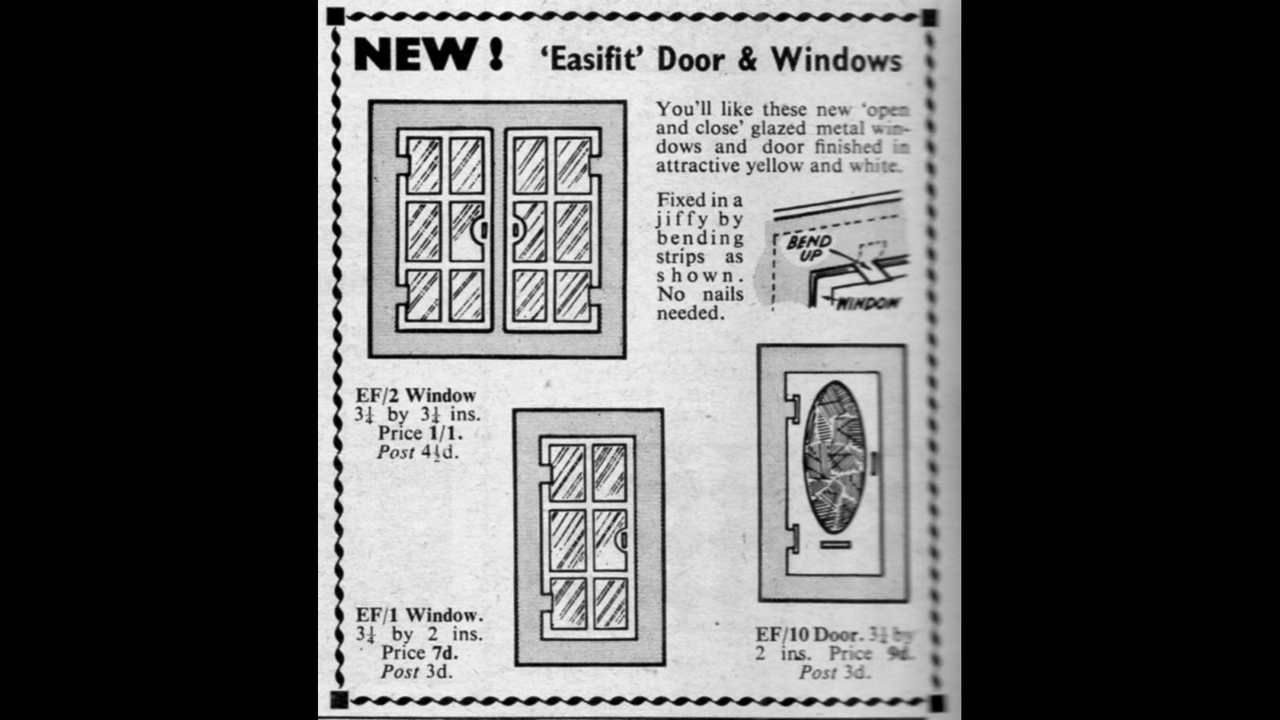 NEW! ‘Easifit’ Door & Windows
You'll like these new ‘open
and close’ glazed metal win-
dows and door finished in
attractive yellow and white.
Fixed in a
jiffy by
bending
strips as
shown.
No nails
needed.
BEND
UP
WINDOW
EF/2 Window
3¼ by 3¼ ins.
Price 1/1.
Post 4½d.
EF/1 Window.
3¼ by 2 ins.
Price 7d.
Post 3d.
EF/10 Door. 3¼ by
2 ins. Price 9d.
Post 3d.